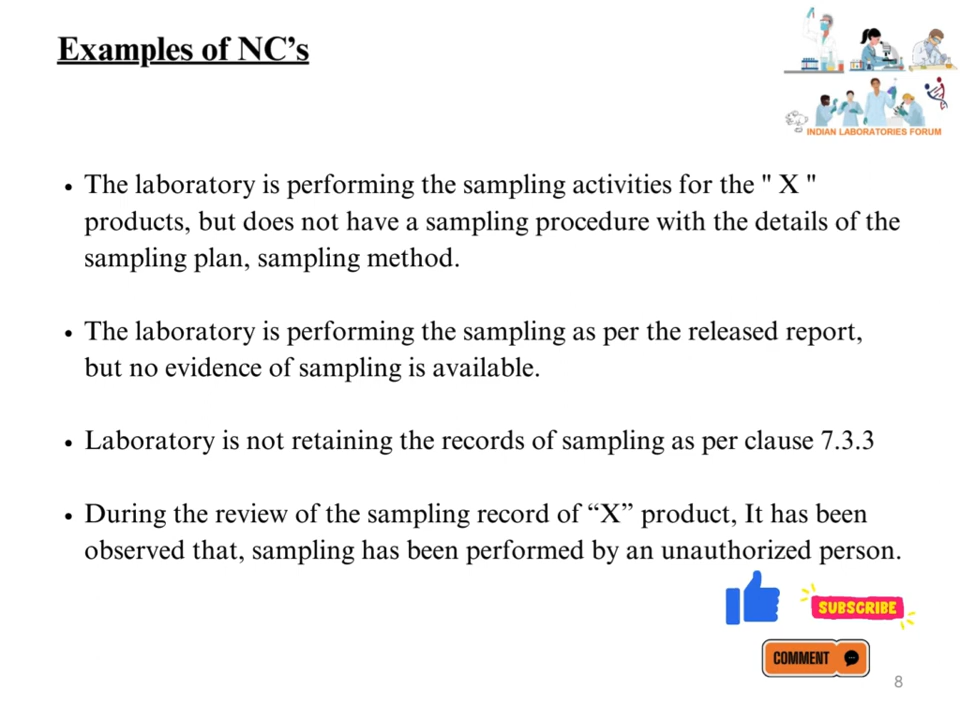 Examples of NC’s
INDIAN LABORATORIES FORUM
• The laboratory is performing the sampling activities for the " X "
products, but does not have a sampling procedure with the details of the
sampling plan, sampling method.
• The laboratory is performing the sampling as per the released report,
but no evidence of sampling is available.
• Laboratory is not retaining the records of sampling as per clause 7.3.3
• During the review of the sampling record of “X” product, It has been
observed that, sampling has been performed by an unauthorized person.
SUBSCRIBE
COMMENT
8